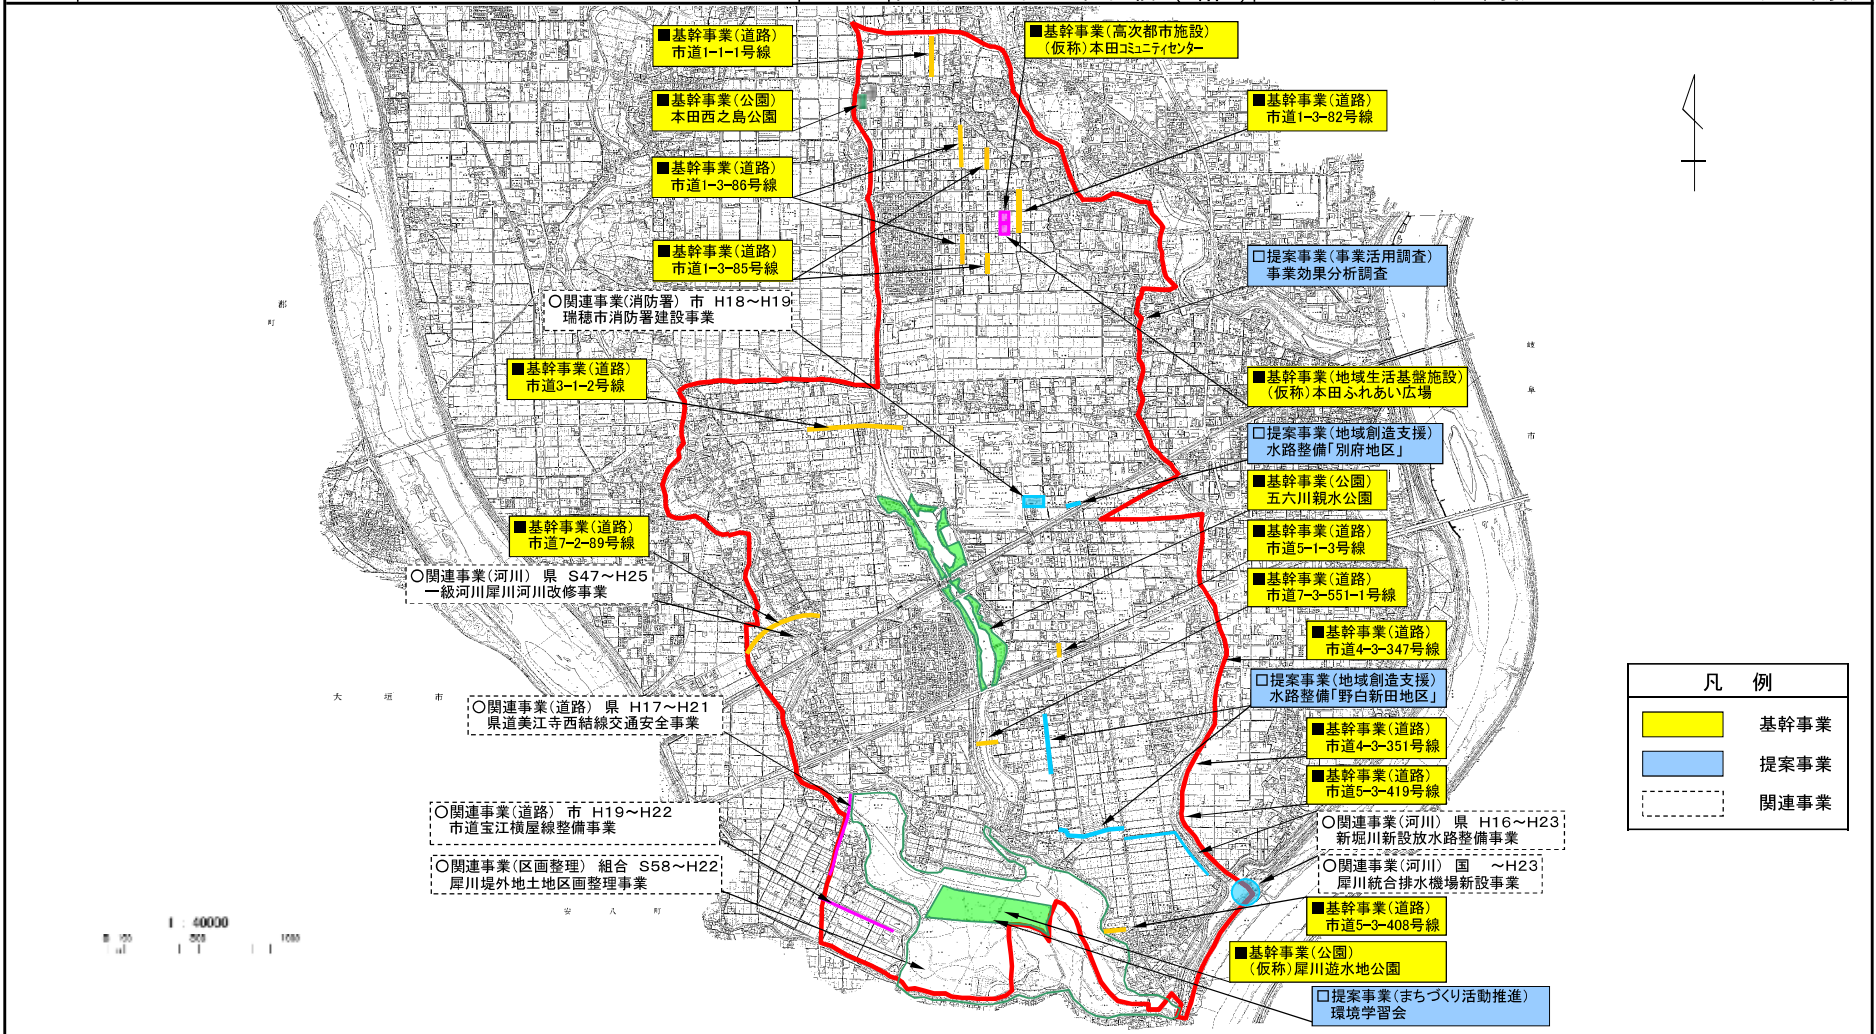 ■基幹事業(道路)
市道1-1-1号線
■基幹事業(高次都市施設)
(仮称)本田コミュニティセンター
■基幹事業(公園)
本田西之島公園
■基幹事業(道路)
市道1-3-82号線
■基幹事業(道路)
市道1-3-86号線
■基幹事業(道路)
市道1-3-85号線
□提案事業(事業活用調査)
事業効果分析調査
○関連事業(消防署) 市 H18~H19
瑞穂市消防署建設事業
■基幹事業(道路)
市道3-1-2号線
■基幹事業(地域生活基盤施設)
(仮称)本田ふれあい広場
□提案事業(地域創造支援)
水路整備「別府地区」
■基幹事業(公園)
五六川親水公園
■基幹事業(道路)
市道7-2-89号線
■基幹事業(道路)
市道5-1-3号線
○関連事業(河川) 県 S47~H25
一級河川犀川河川改修事業
■基幹事業(道路)
市道7-3-551-1号線
■基幹事業(道路)
市道4-3-347号線
□提案事業(地域創造支援)
水路整備「野白新田地区」
○関連事業(道路) 県 H17~H21
県道美江寺西結線交通安全事業
■基幹事業(道路)
市道4-3-351号線
■基幹事業(道路)
市道5-3-419号線
○関連事業(道路) 市 H19~H22
市道宝江横屋線整備事業
○関連事業(河川) 県 H16~H23
新堀川新設放水路整備事業
○関連事業(区画整理) 組合 S58~H22
犀川堤外地土地区画整理事業
○関連事業(河川) 国 ~H23
犀川統合排水機場新設事業
■基幹事業(道路)
市道5-3-408号線
■基幹事業(公園)
(仮称)犀川遊水地公園
□提案事業(まちづくり活動推進)
環境学習会
凡 例
基幹事業
提案事業
関連事業
大 垣 市
安 八 町
岐
阜
市
郡
町
1 : 40000
500
1000